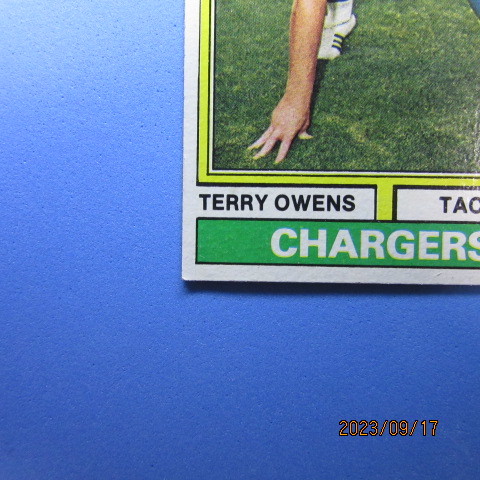 TERRY OWENS TAC
CHARGERS
2023/09/17